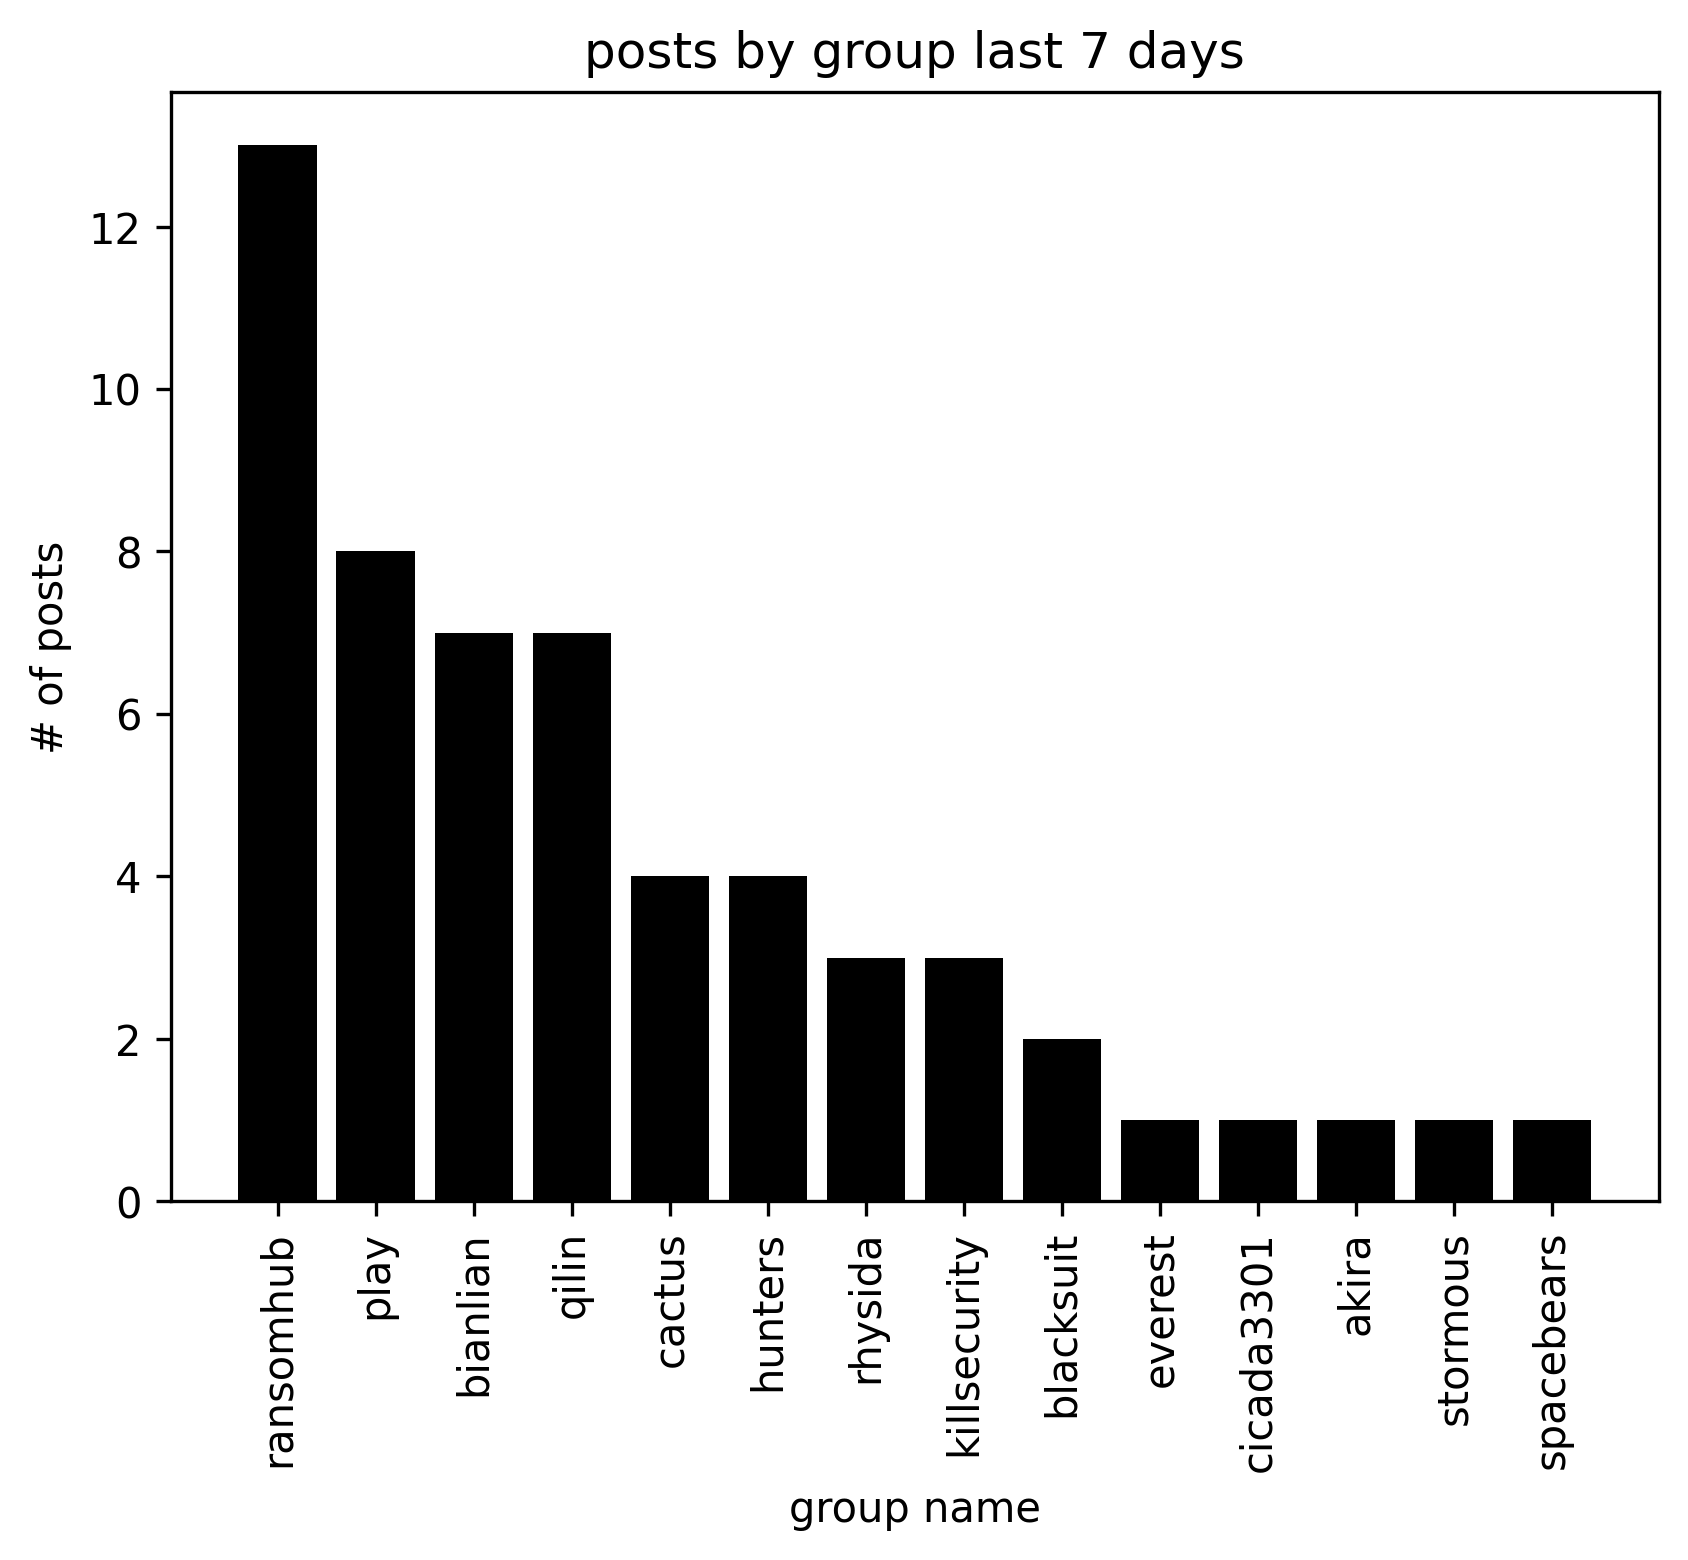 posts by group last 7 days
# of posts
12
10
8
6
4
2
0
ransomhub
play
bianlian
qilin
cactus
hunters
rhysida
killsecurity
blacksuit
everest
cicada3301
akira
stormous
spacebears
group name